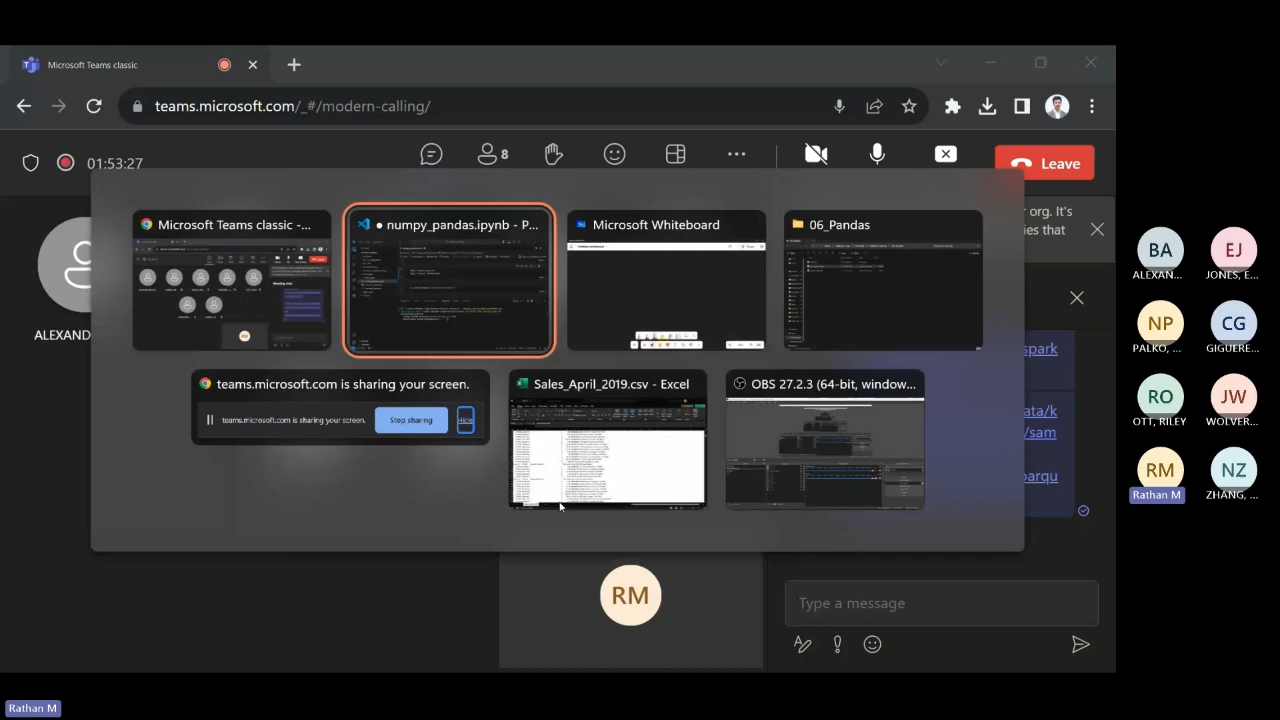 Microsoft Teams classic
teams.microsoft.com/_#/modern-calling/
01:53:27
8
Leave
Microsoft Teams classic -...
numpy_pandas.ipynb - P...
Microsoft Whiteboard
06_Pandas
r org. It's
ies that
ALEXAND
teams.microsoft.com is sharing your screen.
teams.microsoft.com is sharing your screen.
Stop sharing
Hide
Sales_April_2019.csv - Excel
OBS 27.2.3 (64-bit, window...
spark
ata/k
/sam
RM
Type a message
BA
ALEXAN...
EJ
JONES, E...
NP
PALKO, ...
CG
GIGUERE...
RO
OTT, RILEY
JW
WOLVER...
RM
Rathan M
NZ
ZHANG, ...
Rathan M